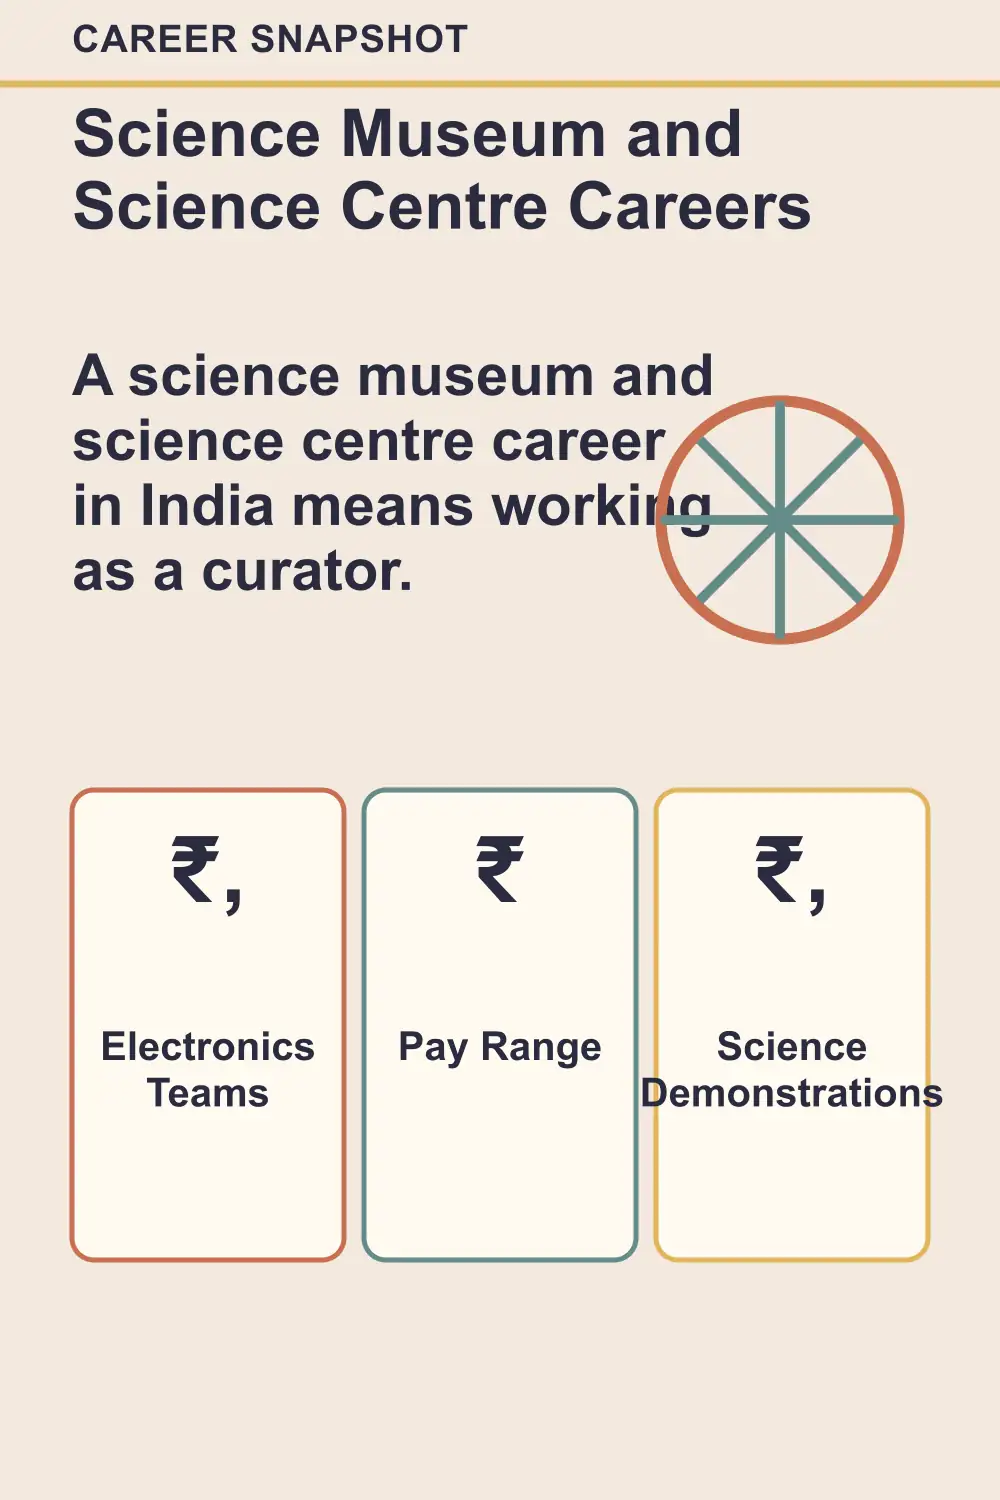 CAREER SNAPSHOT
Science Museum and
Science Centre Careers
A science museum and
science centre career
in India means working
as a curator.
₹,
Electronics
Teams
₹
Pay Range
₹,
Science
Demonstrations